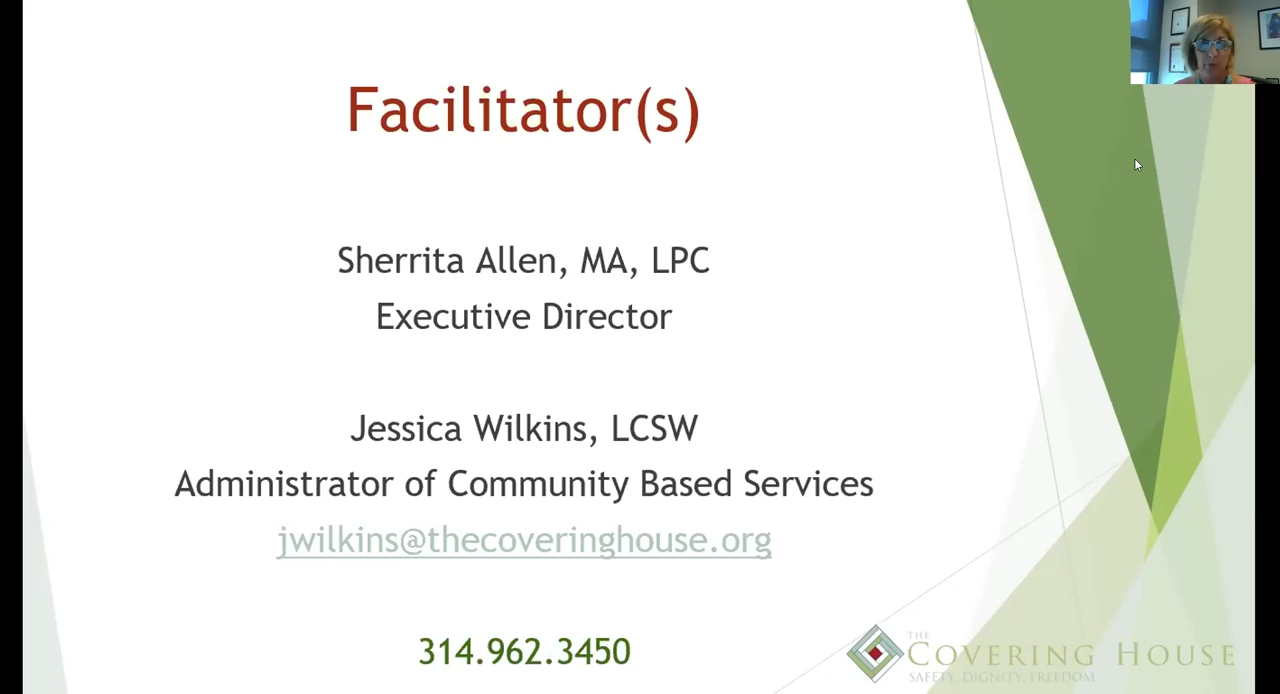 Facilitator(s)
Sherrita Allen, MA, LPC
Executive Director
Jessica Wilkins, LCSW
Administrator of Community Based Services
jwilkins@thecoveringhouse.org
314.962.3450
THE
COVERING HOUSE
SAFETY. DIGNITY. FREEDOM.